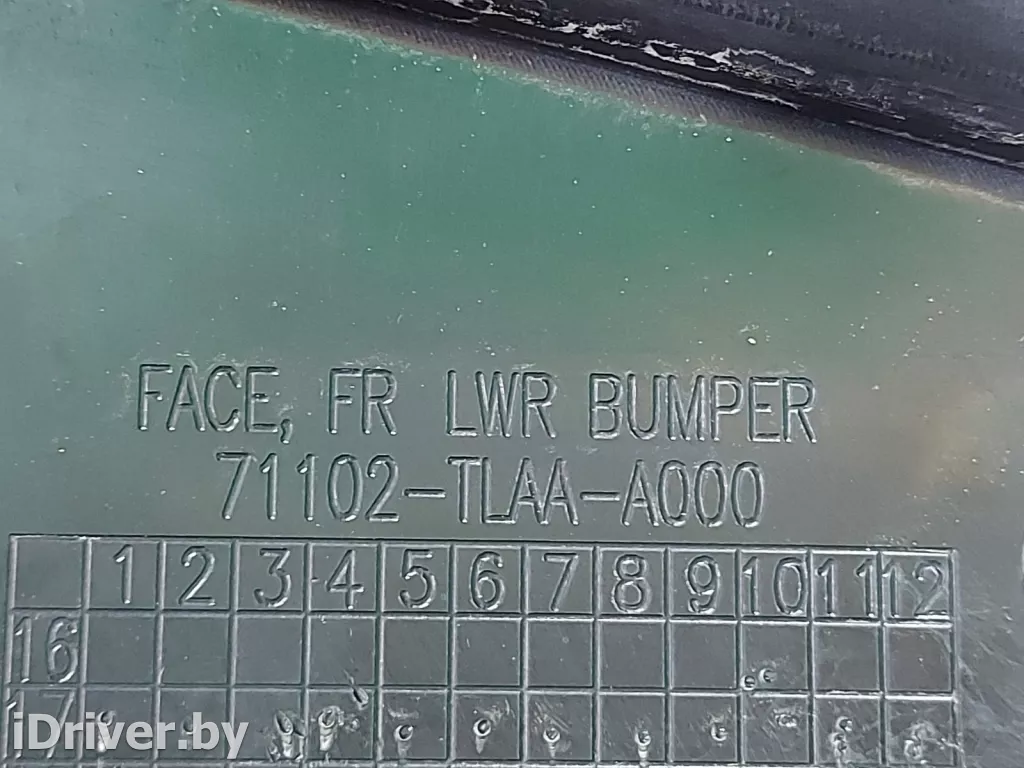 FACE, FR LWR BUMPER
71102-TLAA-A000
1 2 3 4 5 6 7 8 9 10 11 12
16
17
iDriver.by